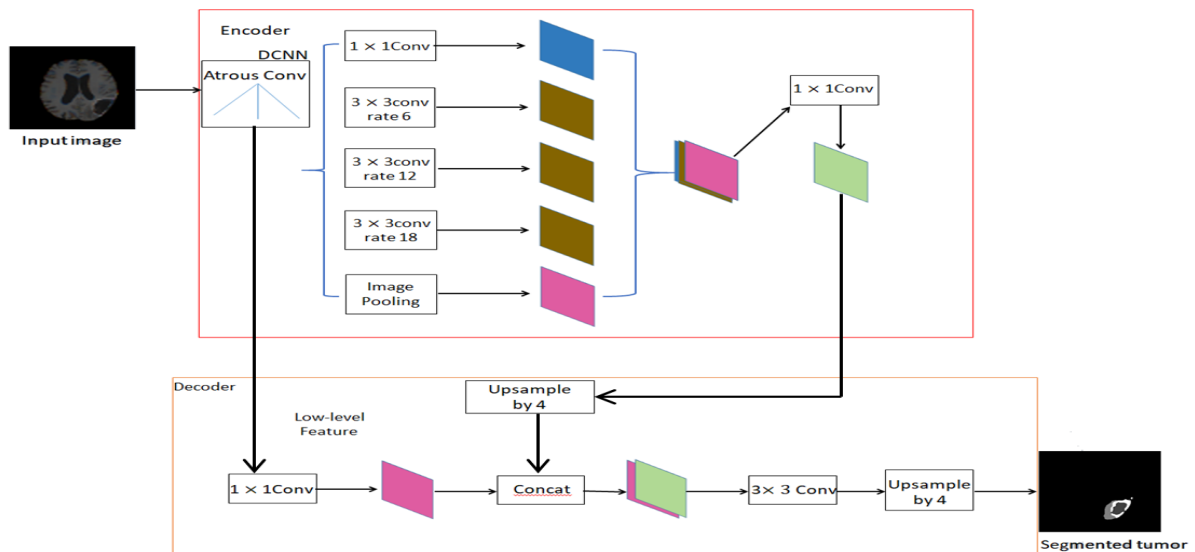 Encoder
DCNN
Atrous Conv
Input image
1 × 1Conv
3 × 3conv
rate 6
3 × 3conv
rate 12
3 × 3conv
rate 18
Image
Pooling
1 × 1Conv
Decoder
Upsample
by 4
Low-level
Feature
1 × 1Conv
Concat
3× 3 Conv
Upsample
by 4
Segmented tumor